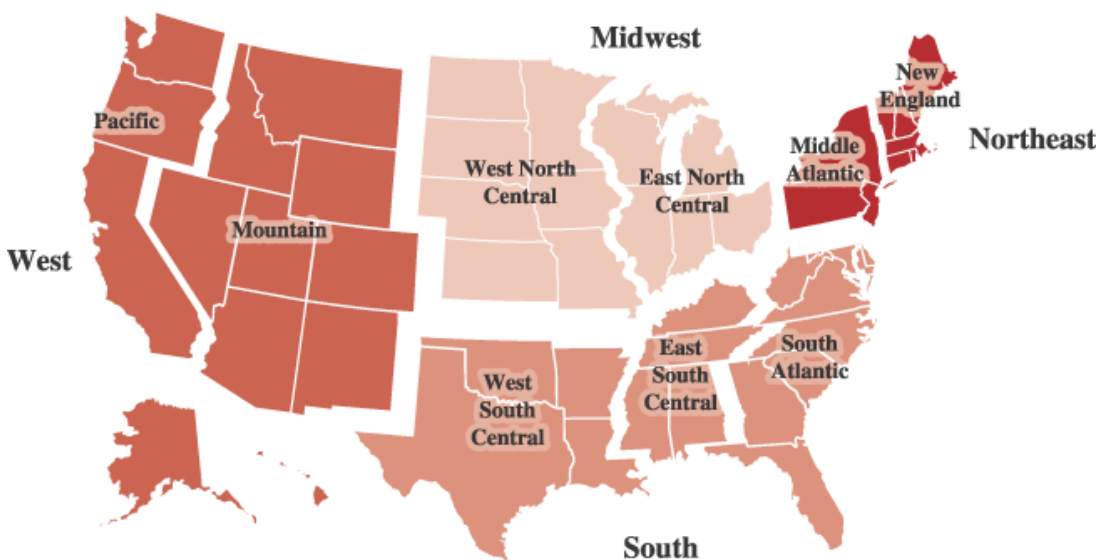 Midwest
New
England
Pacific
Northeast
Middle
Atlantic
West North
Central
East North
Central
Mountain
West
East
South
Central
South
Atlantic
West
South
Central
South